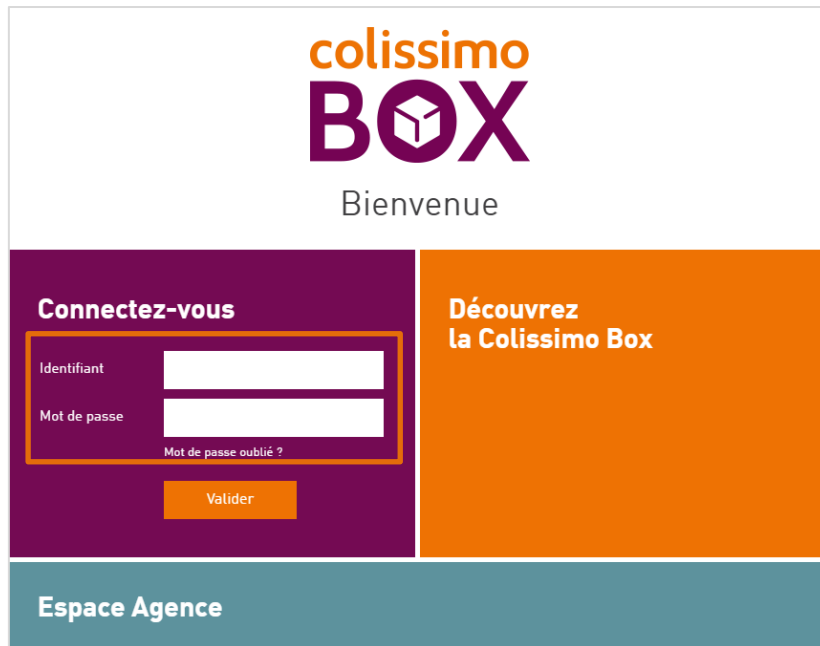 colissimo
BOX
Bienvenue
Connectez-vous
Identifiant
Mot de passe
Mot de passe oublié ?
Valider
Découvrez
la Colissimo Box
Espace Agence